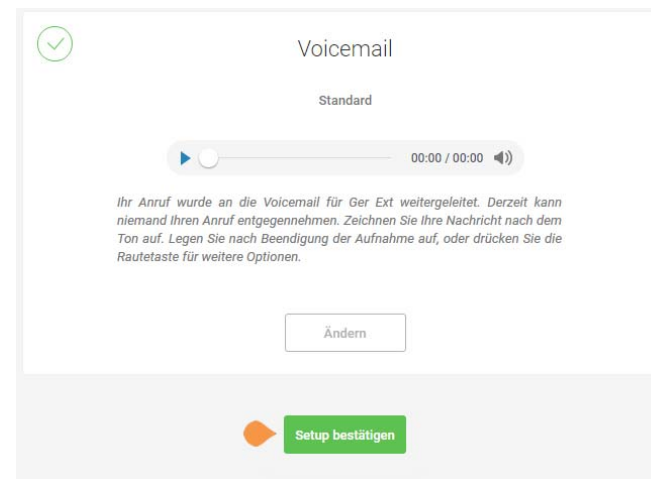 Voicemail
Standard
00:00 / 00:00
Ihr Anruf wurde an die Voicemail für Ger Ext weitergeleitet. Derzeit kann
niemand Ihren Anruf entgegennehmen. Zeichnen Sie Ihre Nachricht nach dem
Ton auf. Legen Sie nach Beendigung der Aufnahme auf, oder drücken Sie die
Rautetaste für weitere Optionen.
Ändern
Setup bestätigen